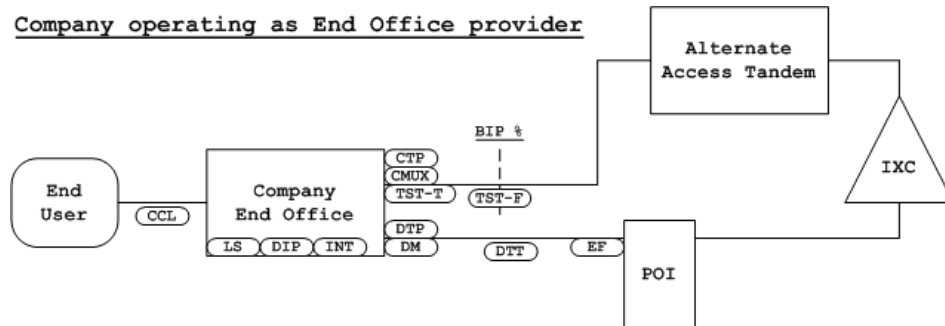 Company operating as End Office provider
Alternate
Access Tandem
BIP %
IXC
End
User
CCL
Company
End Office
CTP
CMUX
TST-T
TST-F
LS
DIP
INT
DTP
DM
DTT
EF
POI